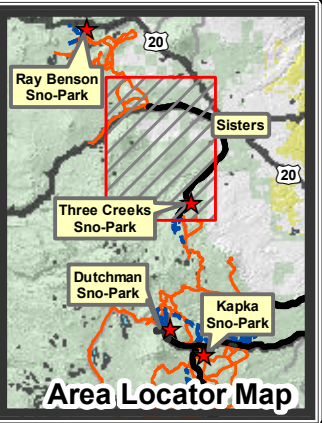 20
Ray Benson
Sno-Park
Sisters
20
Three Creeks
Sno-Park
Dutchman
Sno-Park
Kapka
Sno-Park
Area Locator Map